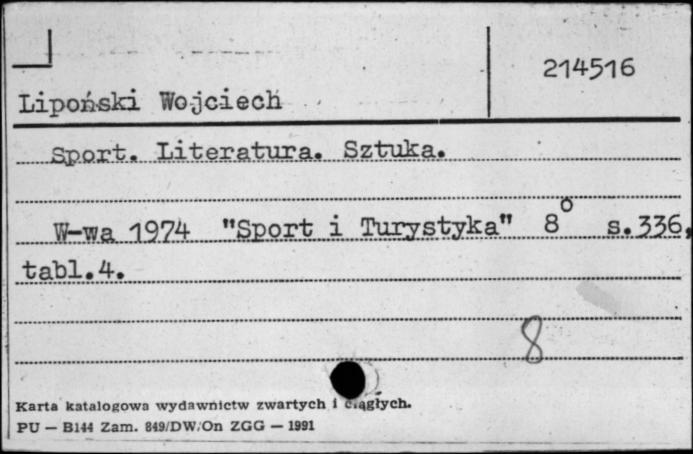 214516
Lipoński Wojciech
Sport. Literatura. Sztuka.
W-wa 1974 "Sport i Turystyka" 8° s.336,
tabl.4.
8
Karta katalogowa wydawnictw zwartych i ciągłych.
PU — B144 Zam. 849/DW/On ZGG — 1991